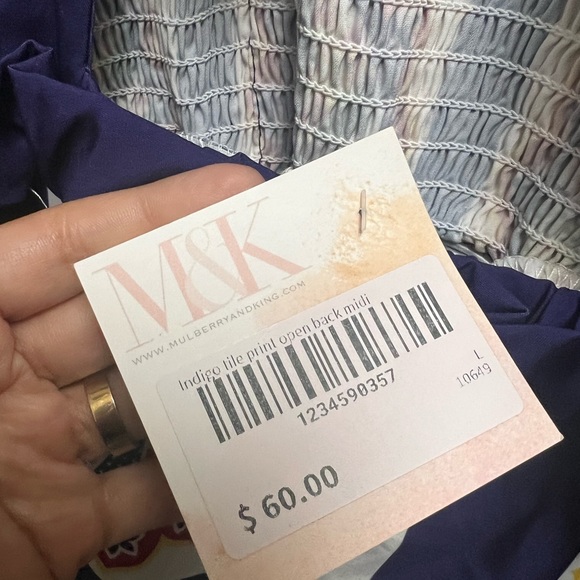 M&K
WWW.MULBERRYANDKING.COM
Indigo tile print open back midi
1234590357
L
10649
$ 60.00